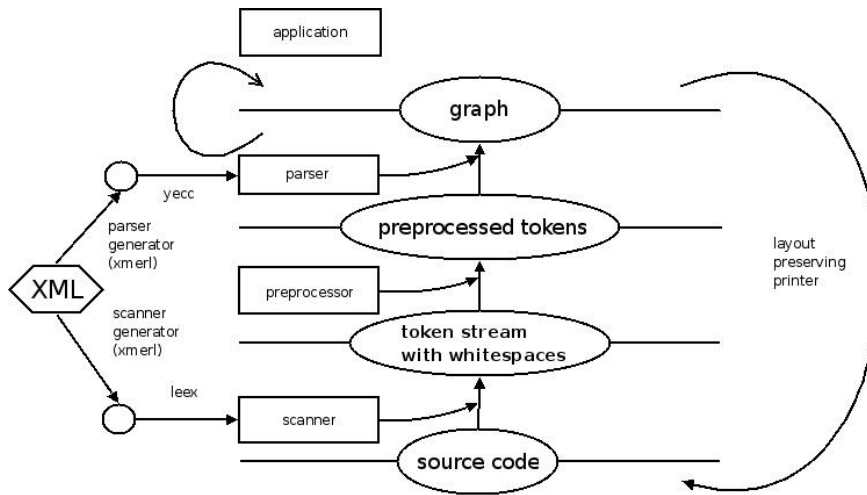 application
graph
parser
yecc
parser
generator
(xmerl)
preprocessed tokens
layout
preserving
printer
XML
preprocessor
scanner
generator
(xmerl)
token stream
with whitespaces
leex
scanner
source code